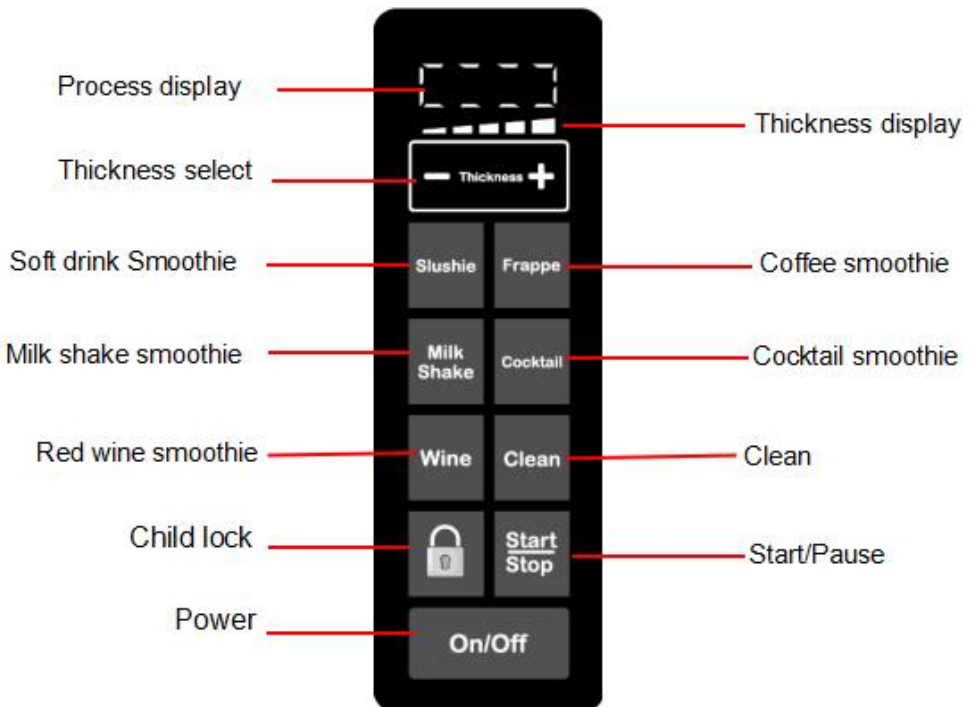 Process display
Thickness display
Thickness select
− Thickness +
Soft drink Smoothie
Slushie
Frappe
Coffee smoothie
Milk shake smoothie
Milk
Shake
Cocktail
Cocktail smoothie
Red wine smoothie
Wine
Clean
Clean
Child lock
Start
Stop
Start/Pause
Power
On/Off